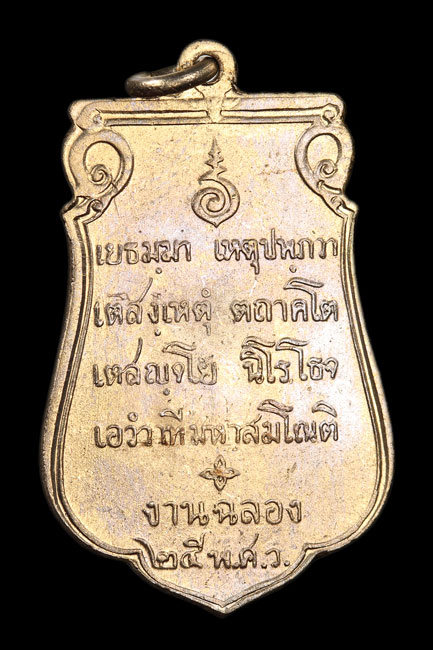 เยธมฺมา เหตุปฺพภวา
เตสํเหตุํ ตถาคโต
เตสญฺจโย นิโรโธจ
เอวํวาทีมหาสมโณติ
งานฉลอง
๒๕ พ.ศ.ว.